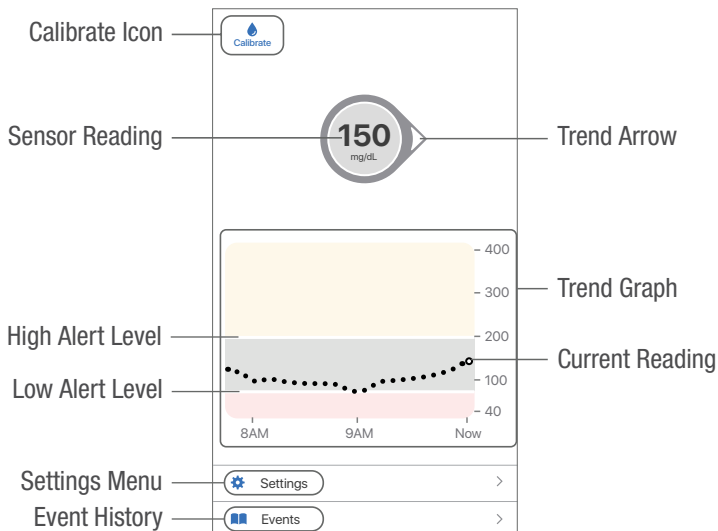 Calibrate Icon
Calibrate
Sensor Reading
150
mg/dL
Trend Arrow
400
300
Trend Graph
High Alert Level
200
Current Reading
Low Alert Level
100
40
8AM
9AM
Now
Settings Menu
Settings
Event History
Events